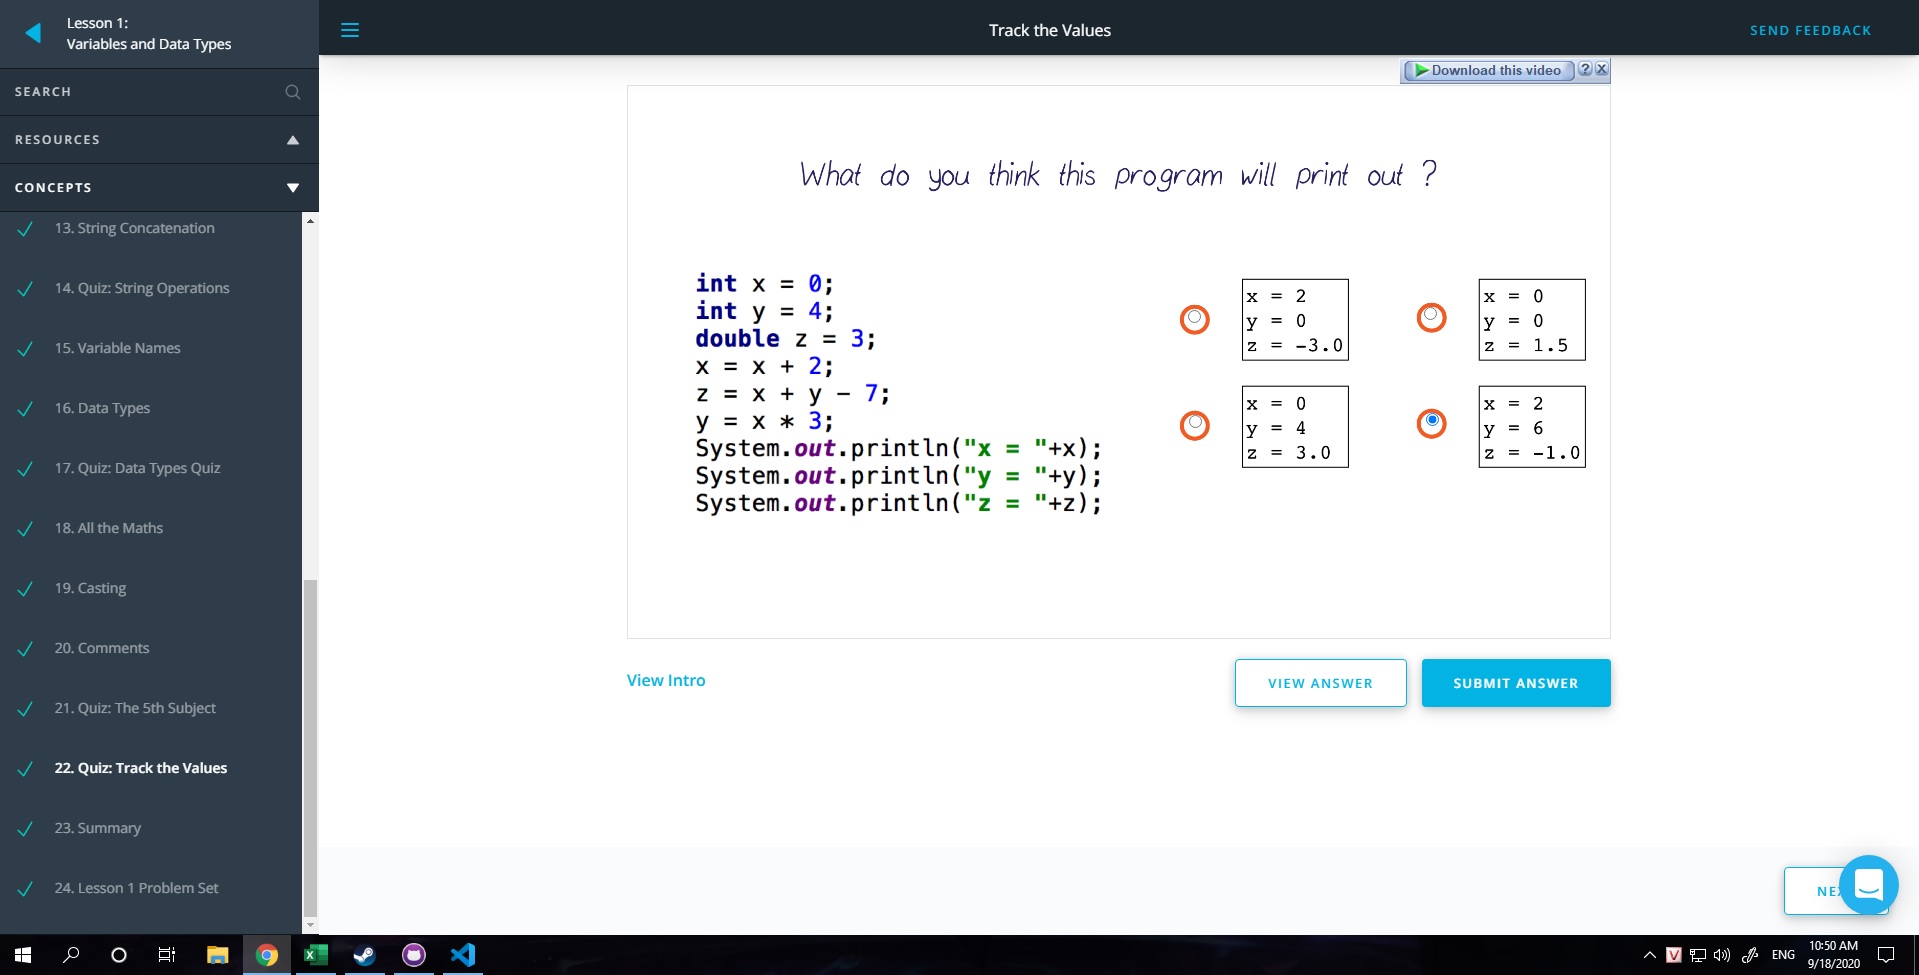 Lesson 1:
Variables and Data Types
SEARCH
RESOURCES
CONCEPTS
13. String Concatenation
14. Quiz: String Operations
15. Variable Names
16. Data Types
17. Quiz: Data Types Quiz
18. All the Maths
19. Casting
20. Comments
21. Quiz: The 5th Subject
22. Quiz: Track the Values
23. Summary
24. Lesson 1 Problem Set
Track the Values
SEND FEEDBACK
Download this video
?
X
What do you think this program will print out ?
int x = 0;
int y = 4;
double z = 3;
x = x + 2;
z = x + y - 7;
y = x * 3;
System.out.println("x = "+x);
System.out.println("y = "+y);
System.out.println("z = "+z);
x = 2
y = 0
z = -3.0
x = 0
y = 0
z = 1.5
x = 0
y = 4
z = 3.0
x = 2
y = 6
z = -1.0
View Intro
VIEW ANSWER
SUBMIT ANSWER
ENG
10:50 AM
9/18/2020